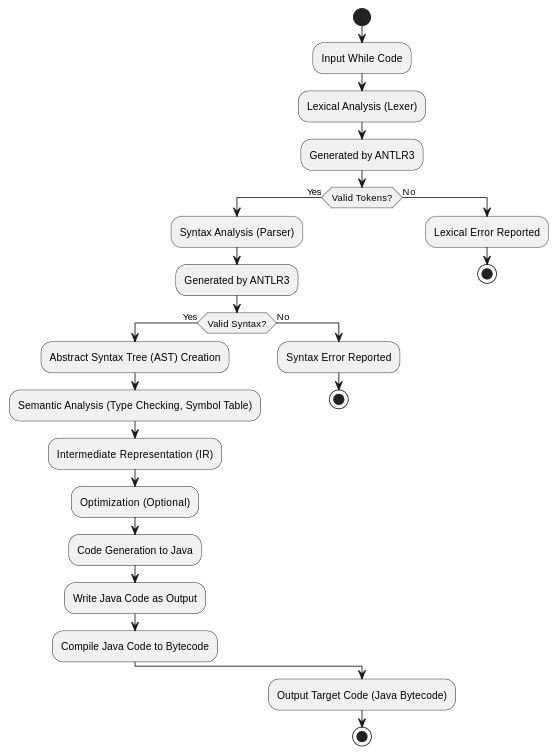 Input While Code
Lexical Analysis (Lexer)
Generated by ANTLR3
Valid Tokens?
Yes
No
Syntax Analysis (Parser)
Lexical Error Reported
Generated by ANTLR3
Valid Syntax?
Yes
No
Abstract Syntax Tree (AST) Creation
Syntax Error Reported
Semantic Analysis (Type Checking, Symbol Table)
Intermediate Representation (IR)
Optimization (Optional)
Code Generation to Java
Write Java Code as Output
Compile Java Code to Bytecode
Output Target Code (Java Bytecode)